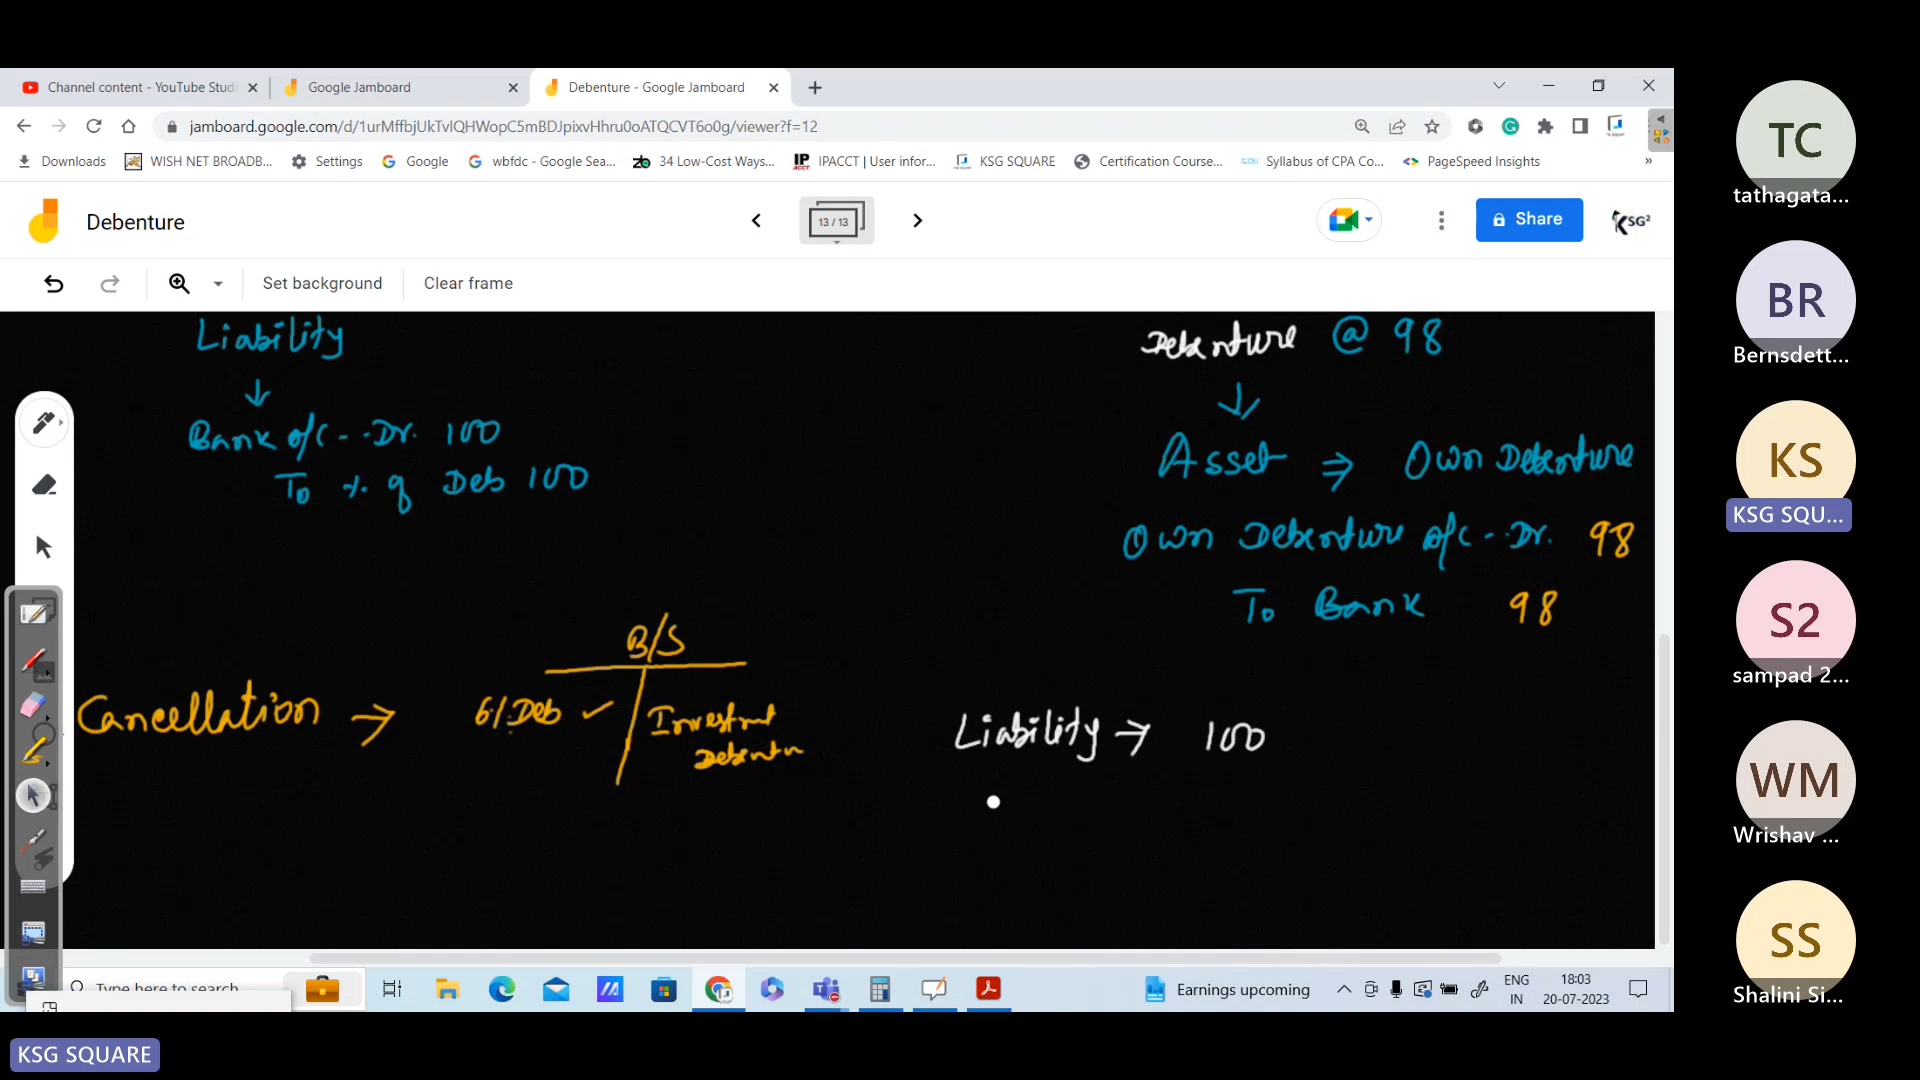 Channel content - YouTube Stud
Google Jamboard
Debenture - Google Jamboard
jamboard.google.com/d/1urMffbjUkTvIQHWopC5mBDJpixvHhru0oATQCVT6o0g/viewer?f=12
Downloads
WISH NET BROADB...
Settings
Google
wbfdc - Google Sea...
34 Low-Cost Ways...
IPACCT | User infor...
KSG SQUARE
Certification Course...
Syllabus of CPA Co...
PageSpeed Insights
»
Debenture
13 / 13
Share
KSG²
Set background
Clear frame
Liability
Bank a/c - - Dr. 100
To % of Deb 100
Debenture @ 98
Asset ⇒ Own Debenture
Own Debenture a/c - - Dr. 98
To Bank 98
B/S
Cancellation → 6% Deb ✓
Investmt
Debentur
Liability → 100
Type here to search
Earnings upcoming
ENG
IN
18:03
20-07-2023
TC
tathagata...
BR
Bernsdett...
KS
KSG SQU...
S2
sampad 2...
WM
Wrishav ...
SS
Shalini Si...
KSG SQUARE